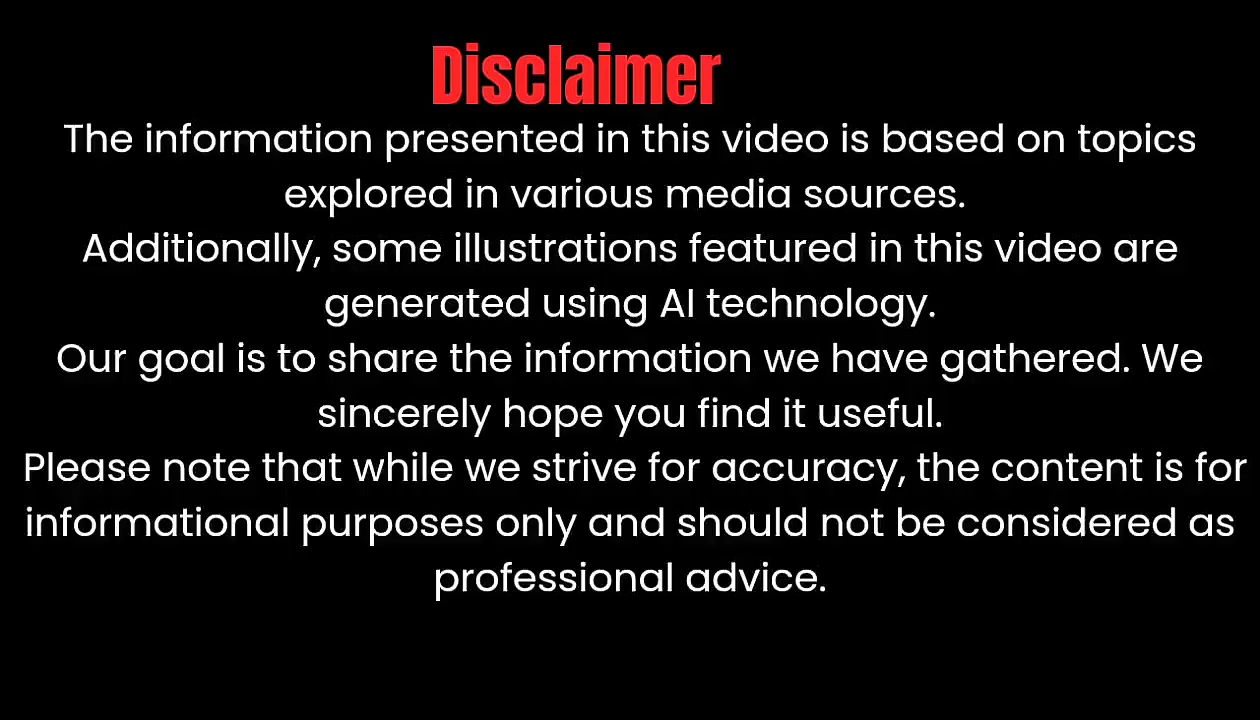 Disclaimer
The information presented in this video is based on topics
explored in various media sources.
Additionally, some illustrations featured in this video are
generated using AI technology.
Our goal is to share the information we have gathered. We
sincerely hope you find it useful.
Please note that while we strive for accuracy, the content is for
informational purposes only and should not be considered as
professional advice.